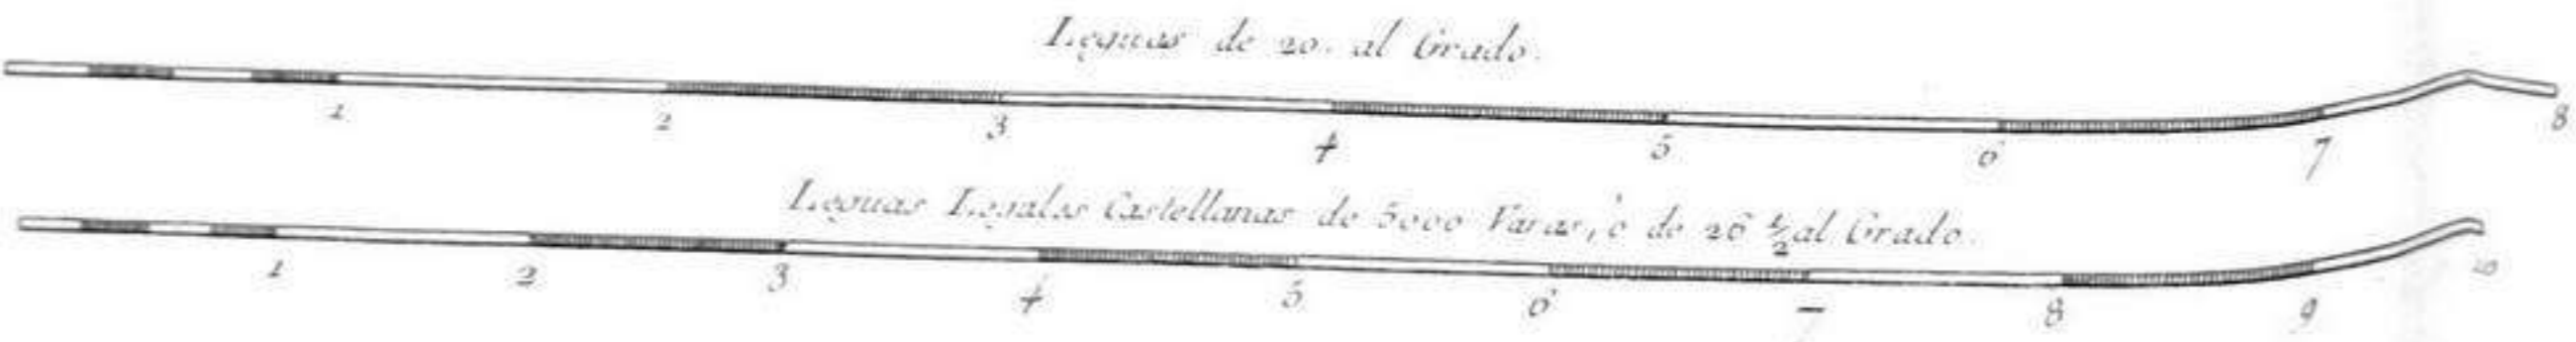 Leguas de 20. al Grado.
1 2 3 4 5 6 7 8
Leguas Legales Castellanas de 5000 Varas, ó de 26 1/2 al Grado.
1 2 3 4 5 6 7 8 9 10